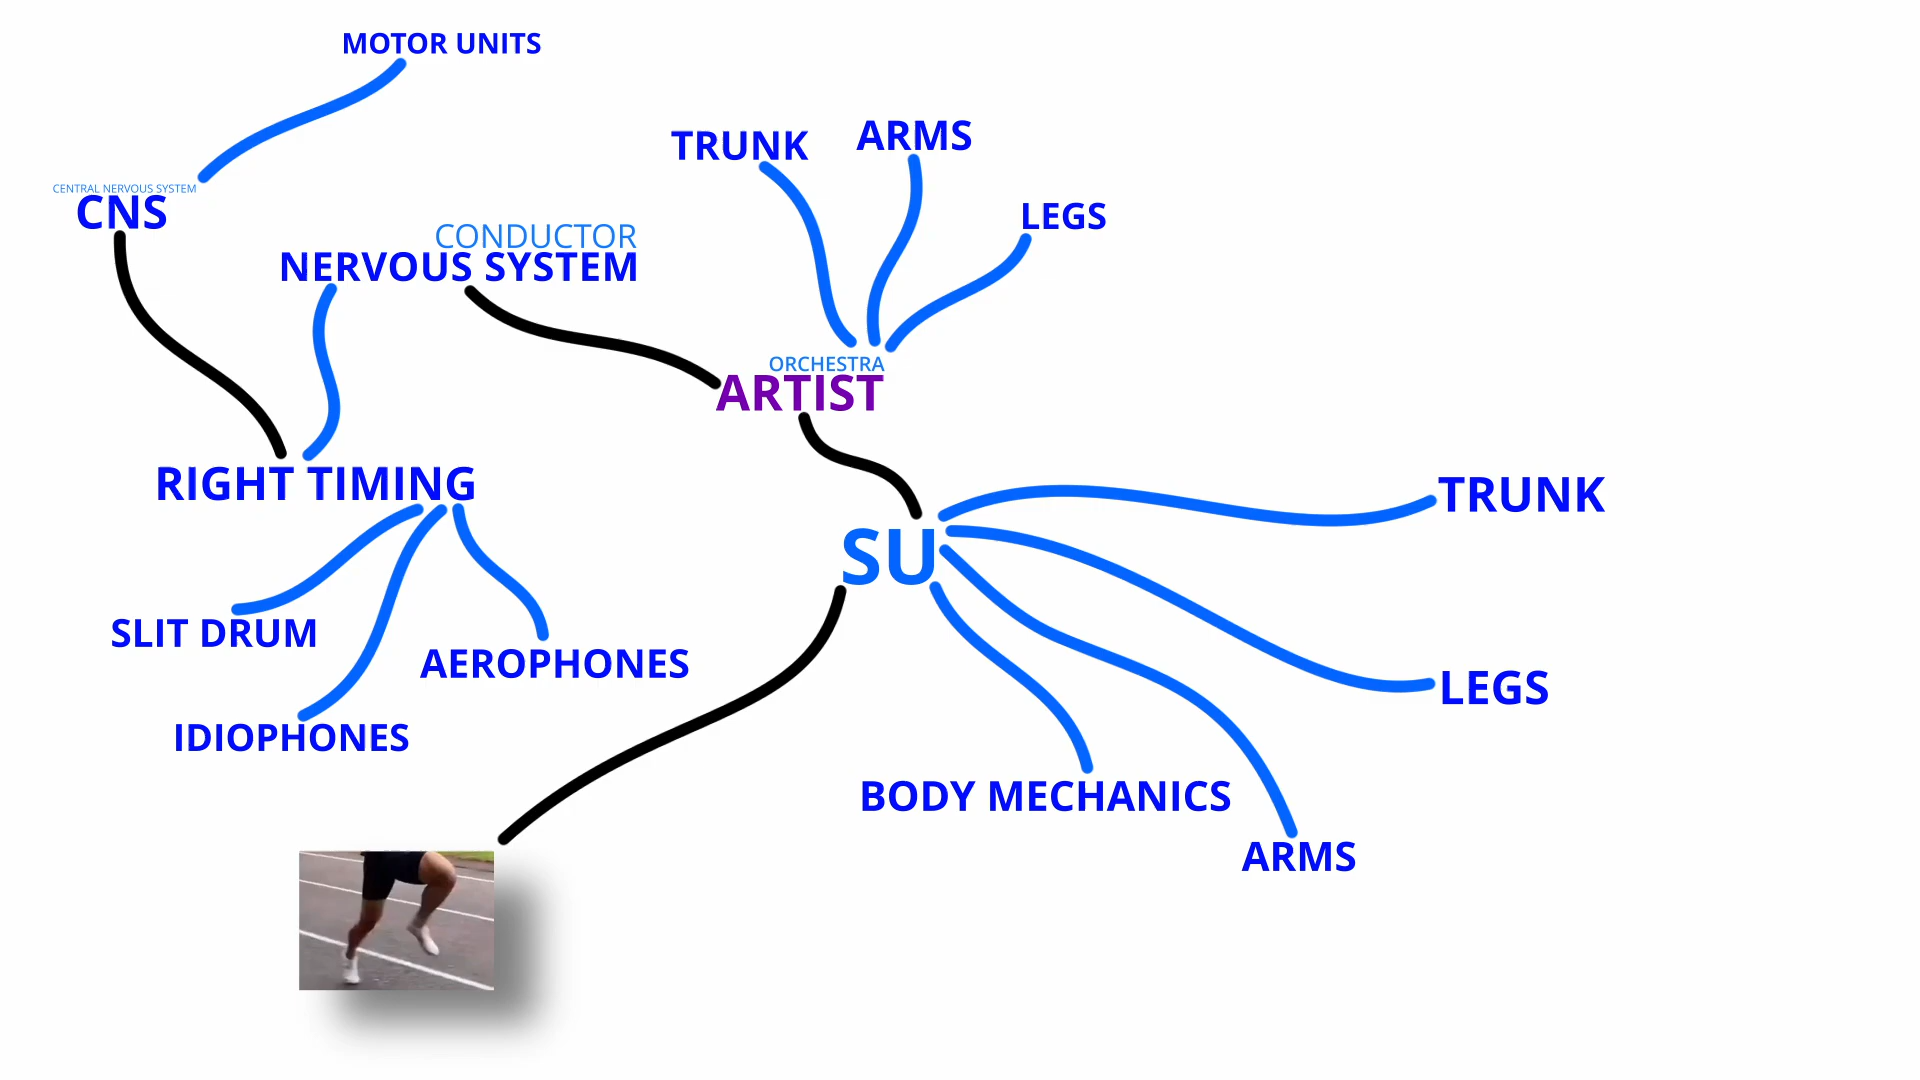 MOTOR UNITS
TRUNK
ARMS
CENTRAL NERVOUS SYSTEM
CNS
LEGS
CONDUCTOR
NERVOUS SYSTEM
ORCHESTRA
ARTIST
RIGHT TIMING
TRUNK
SU
SLIT DRUM
AEROPHONES
LEGS
IDIOPHONES
BODY MECHANICS
ARMS